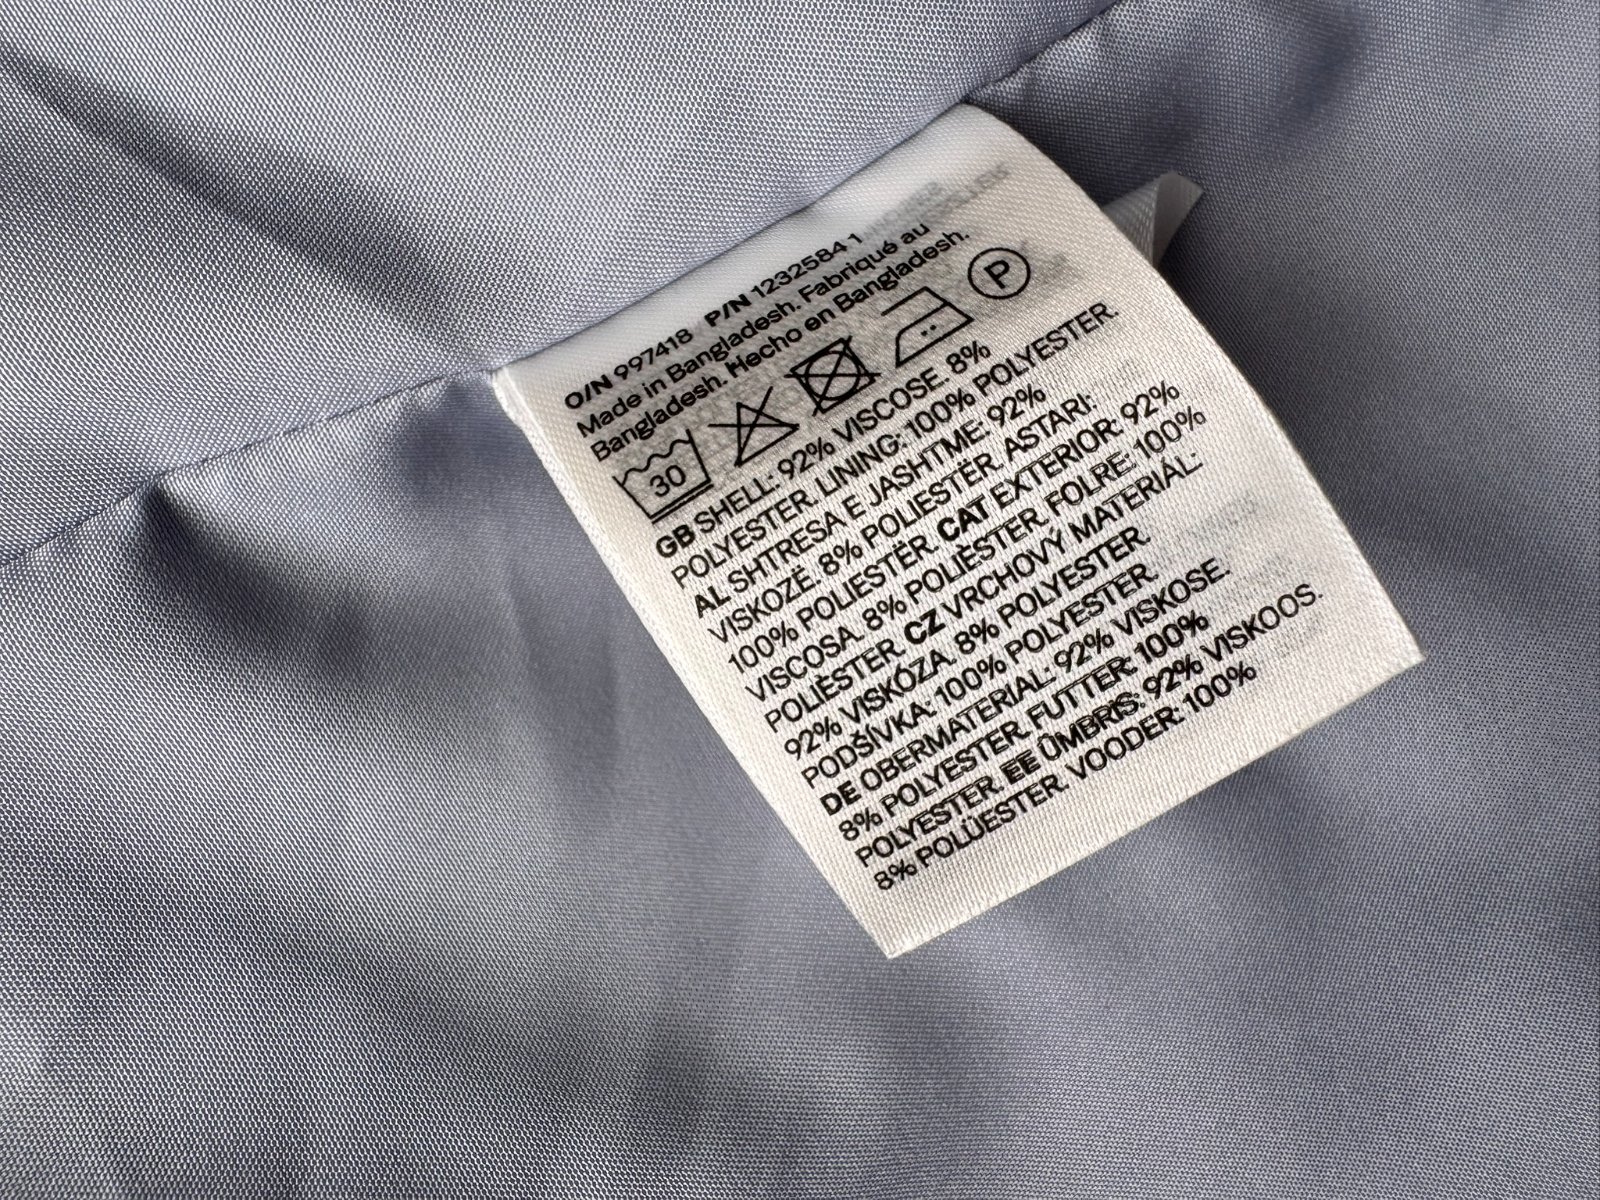 O/N 997418 P/N 1232584 1
Made in Bangladesh. Fabriqué au
Bangladesh. Hecho en Bangladesh.
30 P
GB SHELL: 92% VISCOSE. 8%
POLYESTER. LINING: 100% POLYESTER.
AL SHTRESA E JASHTME: 92%
VISKOZË. 8% POLIESTËR. ASTARI:
100% POLIESTËR. CAT EXTERIOR: 92%
VISCOSA. 8% POLIÈSTER. FOLRE: 100%
POLIÈSTER. CZ VRCHOVÝ MATERIÁL:
92% VISKÓZA. 8% POLYESTER.
PODŠÍVKA: 100% POLYESTER.
DE OBERMATERIAL: 92% VISKOSE.
8% POLYESTER. FUTTER: 100%
POLYESTER. EE ÜMBRIS: 92% VISKOOS.
8% POLÜESTER. VOODER: 100%